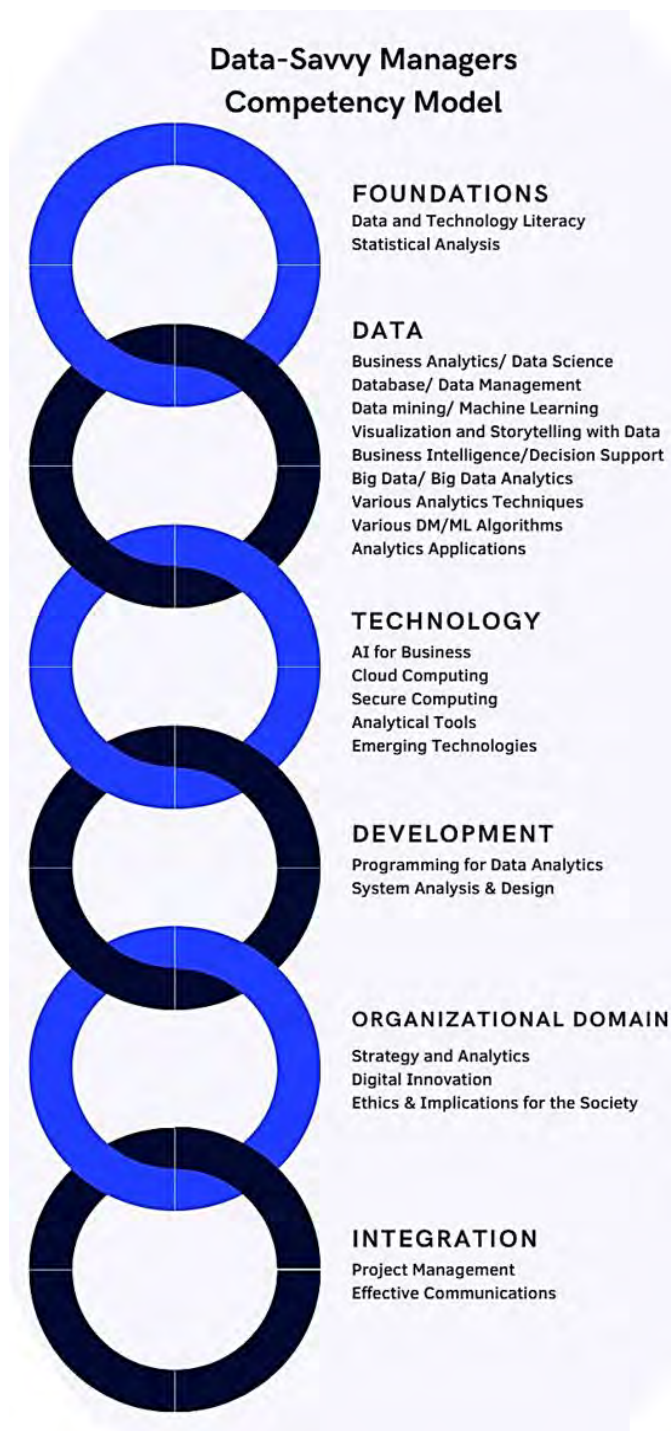 Data-Savvy Managers
Competency Model
FOUNDATIONS
Data and Technology Literacy
Statistical Analysis
DATA
Business Analytics/ Data Science
Database/ Data Management
Data mining/ Machine Learning
Visualization and Storytelling with Data
Business Intelligence/Decision Support
Big Data/ Big Data Analytics
Various Analytics Techniques
Various DM/ML Algorithms
Analytics Applications
TECHNOLOGY
AI for Business
Cloud Computing
Secure Computing
Analytical Tools
Emerging Technologies
DEVELOPMENT
Programming for Data Analytics
System Analysis & Design
ORGANIZATIONAL DOMAIN
Strategy and Analytics
Digital Innovation
Ethics & Implications for the Society
INTEGRATION
Project Management
Effective Communications